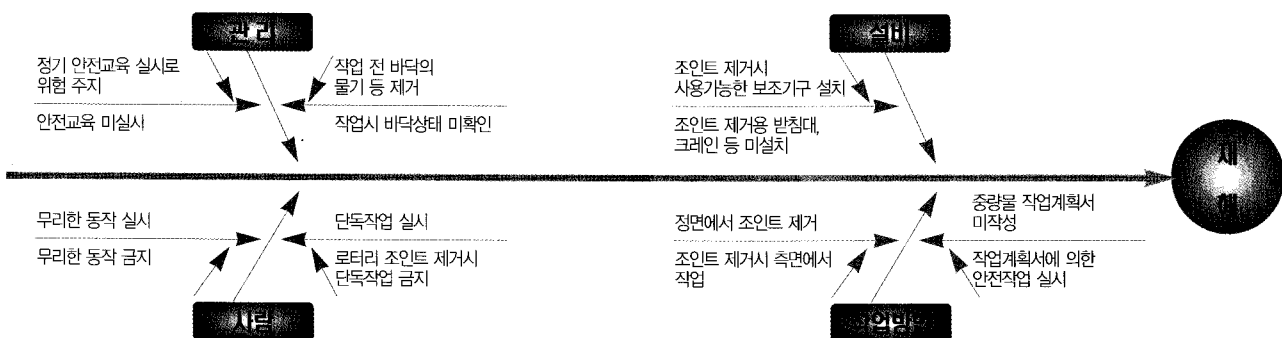 관리
설비
정기 안전교육 실시로
위험 주지
안전교육 미실시
작업 전 바닥의
물기 등 제거
작업시 바닥상태 미확인
조인트 제거시
사용가능한 보조기구 설치
조인트 제거용 받침대,
크레인 등 미설치
재
해
무리한 동작 실시
무리한 동작 금지
단독작업 실시
로터리 조인트 제거시
단독작업 금지
정면에서 조인트 제거
조인트 제거시 측면에서
작업
중량물 작업계획서
미작성
작업계획서에 의한
안전작업 실시
사람
작업방법